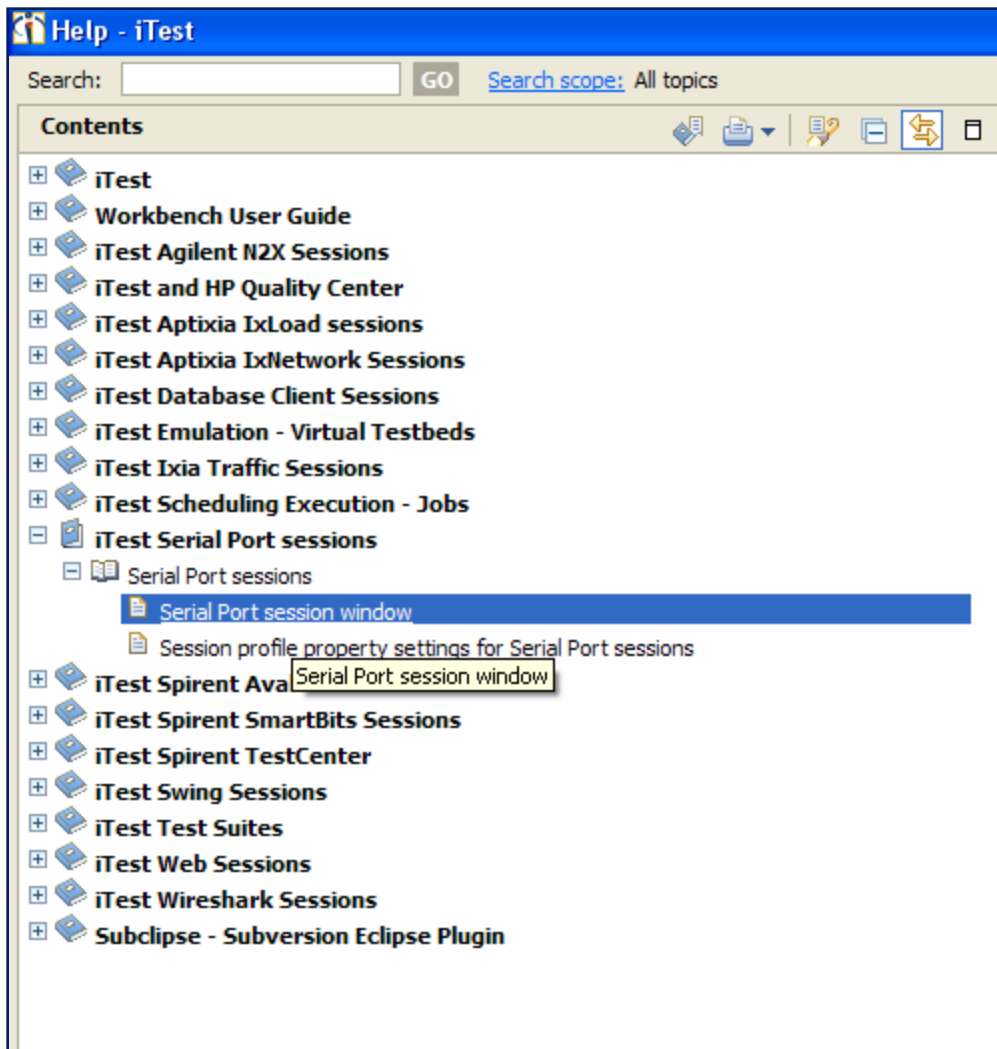 Help - iTest
Search: GO Search scope: All topics
Contents
iTest
Workbench User Guide
iTest Agilent N2X Sessions
iTest and HP Quality Center
iTest Aptixia IxLoad sessions
iTest Aptixia IxNetwork Sessions
iTest Database Client Sessions
iTest Emulation - Virtual Testbeds
iTest Ixia Traffic Sessions
iTest Scheduling Execution - Jobs
iTest Serial Port sessions
Serial Port sessions
Serial Port session window
Session profile property settings for Serial Port sessions
iTest Spirent Ava
Serial Port session window
iTest Spirent SmartBits Sessions
iTest Spirent TestCenter
iTest Swing Sessions
iTest Test Suites
iTest Web Sessions
iTest Wireshark Sessions
Subclipse - Subversion Eclipse Plugin